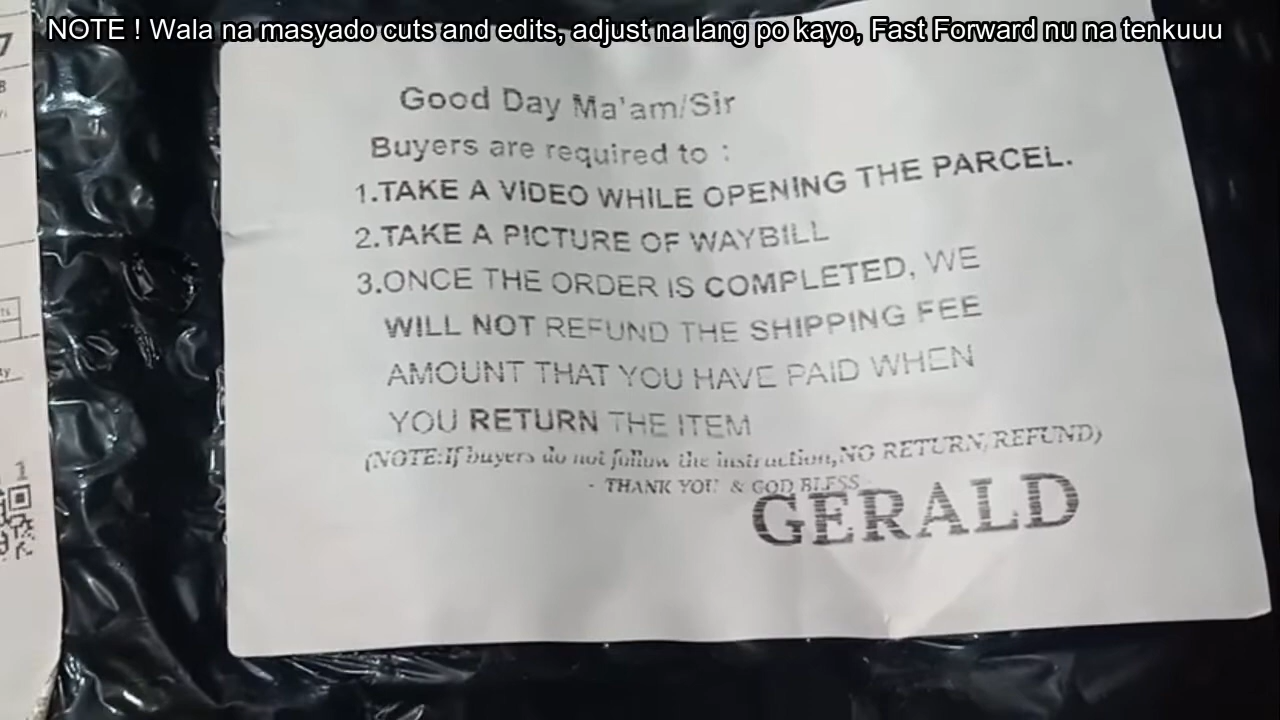 NOTE ! Wala na masyado cuts and edits, adjust na lang po kayo, Fast Forward nu na tenkuuu
Good Day Ma'am/Sir
Buyers are required to :
1.TAKE A VIDEO WHILE OPENING THE PARCEL.
2.TAKE A PICTURE OF WAYBILL
3.ONCE THE ORDER IS COMPLETED, WE
WILL NOT REFUND THE SHIPPING FEE
AMOUNT THAT YOU HAVE PAID WHEN
YOU RETURN THE ITEM
(NOTE:If buyers do not follow the instruction,NO RETURN/REFUND)
- THANK YOU & GOD BLESS
GERALD
7
1